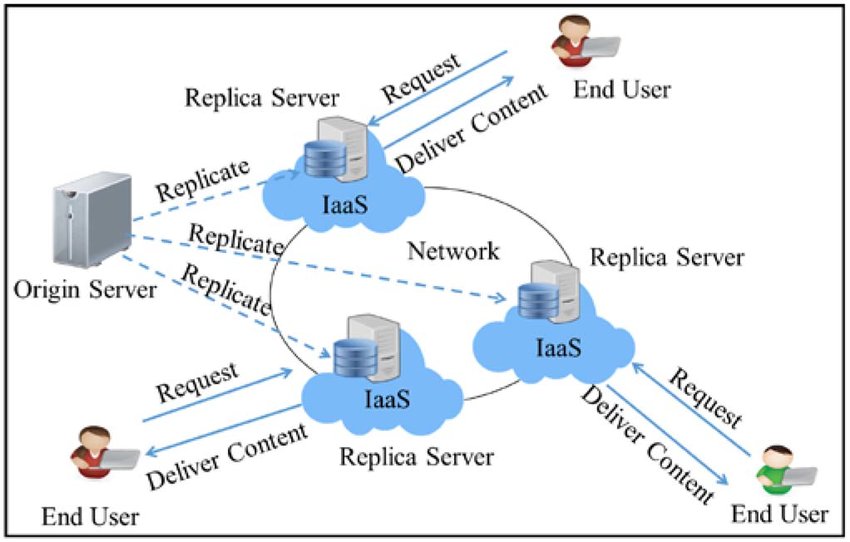 Request
End User
Replica Server
Deliver Content
Replicate
IaaS
Replicate
Network
Replica Server
Origin Server
Replicate
IaaS
Request
IaaS
Request
Deliver Content
Deliver Content
Replica Server
End User
End User